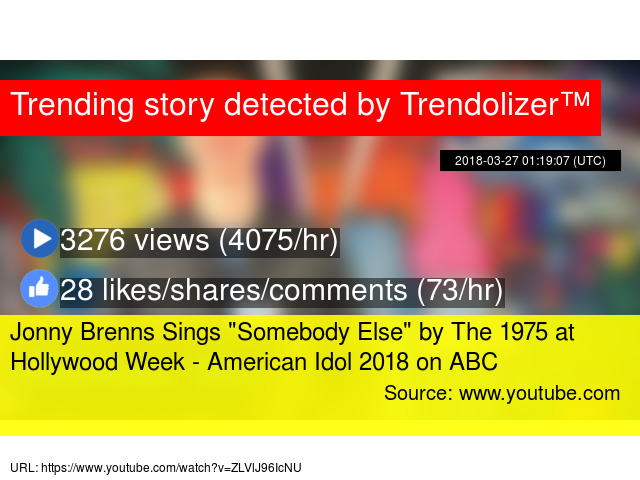 Trending story detected by Trendolizer™
2018-03-27 01:19:07 (UTC)
3276 views (4075/hr)
28 likes/shares/comments (73/hr)
Jonny Brenns Sings "Somebody Else" by The 1975 at
Hollywood Week - American Idol 2018 on ABC
Source: www.youtube.com
URL: https://www.youtube.com/watch?v=ZLVlJ96IcNU